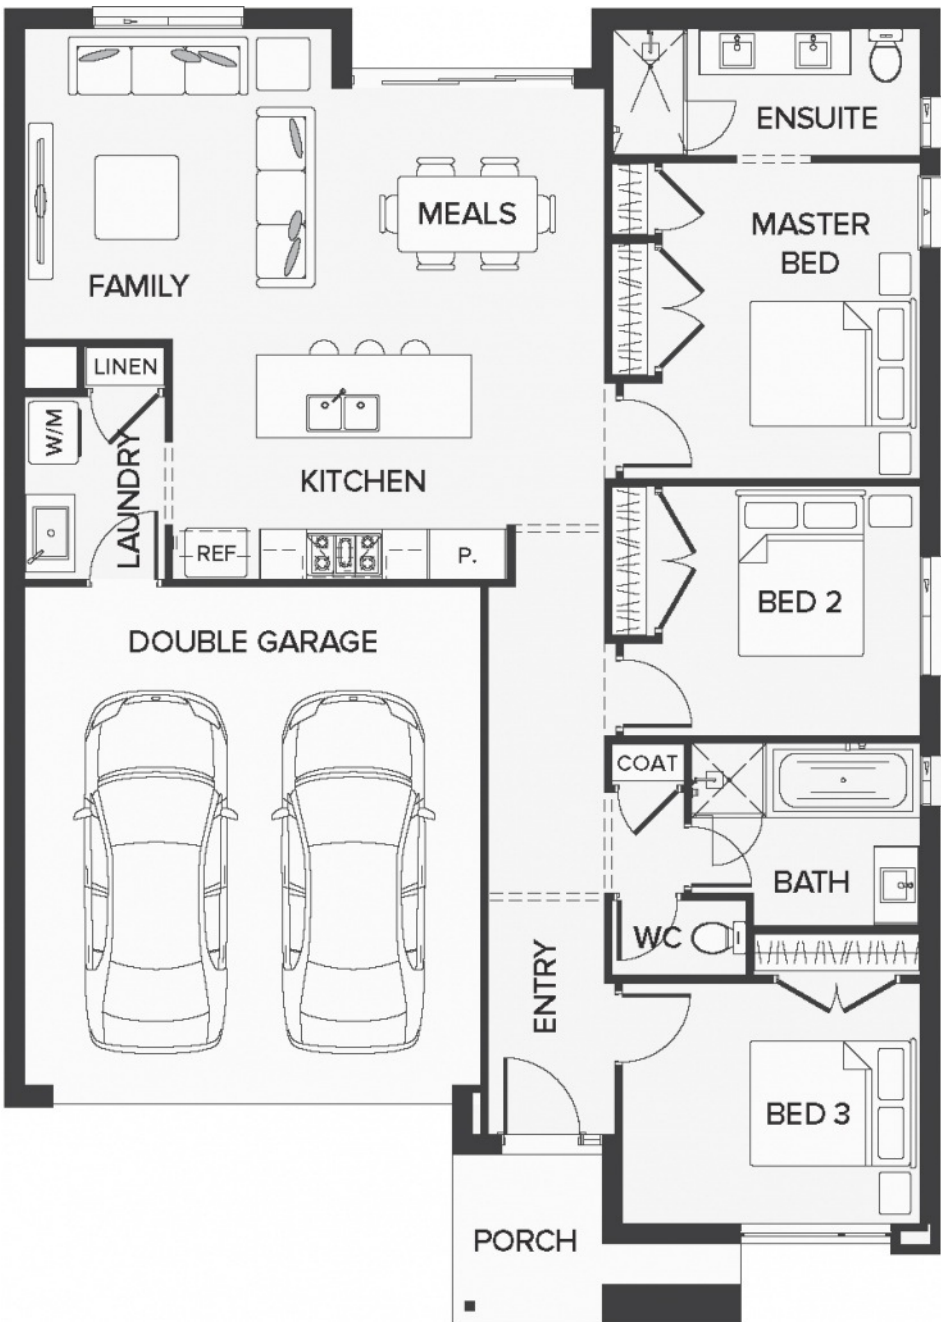 ENSUITE
MEALS
MASTER
BED
FAMILY
LINEN
W/M
LAUNDRY
KITCHEN
REF
P.
BED 2
DOUBLE GARAGE
COAT
BATH
WC
ENTRY
BED 3
PORCH